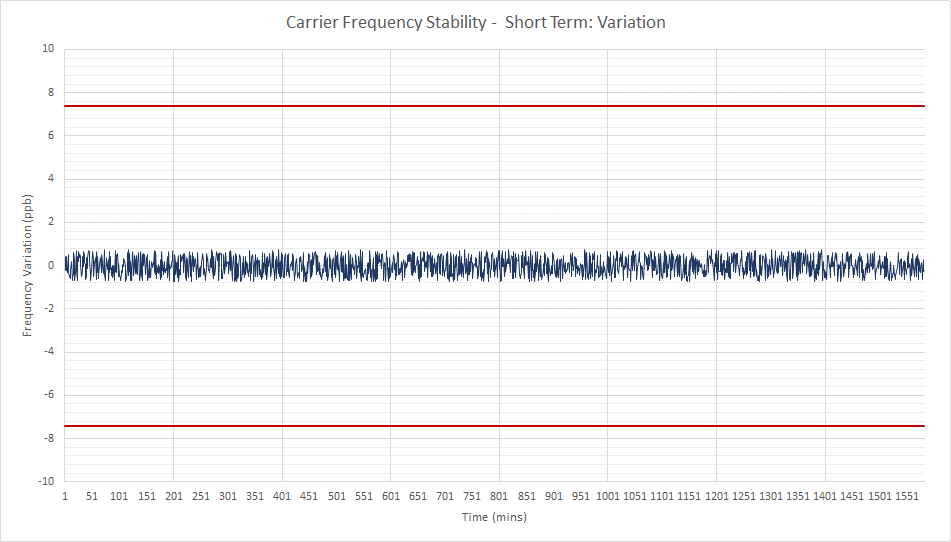 Carrier Frequency Stability -  Short Term: Variation
10
8
6
4
2
0
-2
-4
-6
-8
-10
Frequency Variation (ppb)
1 51 101 151 201 251 301 351 401 451 501 551 601 651 701 751 801 851 901 951 1001 1051 1101 1151 1201 1251 1301 1351 1401 1451 1501 1551
Time (mins)